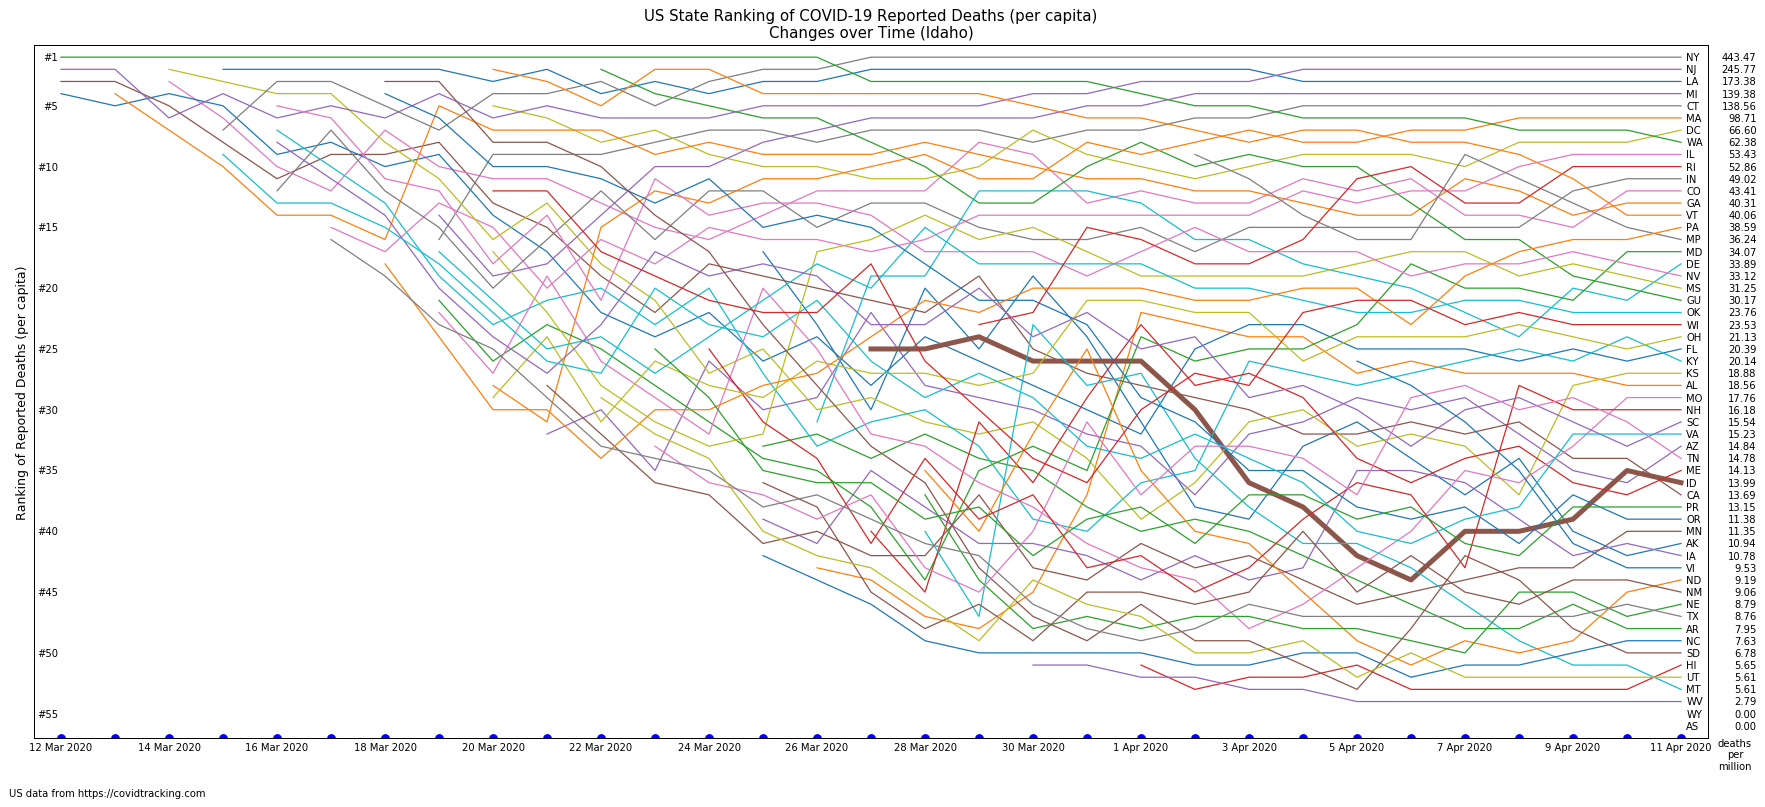 US State Ranking of COVID-19 Reported Deaths (per capita)
Changes over Time (Idaho)
Ranking of Reported Deaths (per capita)
#1
#5
#10
#15
#20
#25
#30
#35
#40
#45
#50
#55
NY 443.47
NJ 245.77
LA 173.38
MI 139.38
CT 138.56
MA 98.71
DC 66.60
WA 62.38
IL 53.43
RI 52.86
IN 49.02
CO 43.41
GA 40.31
VT 40.06
PA 38.59
MP 36.24
MD 34.07
DE 33.89
NV 33.12
MS 31.25
GU 30.17
OK 23.76
WI 23.53
OH 21.13
FL 20.39
KY 20.14
KS 18.88
AL 18.56
MO 17.76
NH 16.18
SC 15.54
VA 15.23
AZ 14.84
TN 14.78
ME 14.13
ID 13.99
CA 13.69
PR 13.15
OR 11.38
MN 11.35
AK 10.94
IA 10.78
VI 9.53
ND 9.19
NM 9.06
NE 8.79
TX 8.76
AR 7.95
NC 7.63
SD 6.78
HI 5.65
UT 5.61
MT 5.61
WV 2.79
WY 0.00
AS 0.00
12 Mar 2020 14 Mar 2020 16 Mar 2020 18 Mar 2020 20 Mar 2020 22 Mar 2020 24 Mar 2020 26 Mar 2020 28 Mar 2020 30 Mar 2020 1 Apr 2020 3 Apr 2020 5 Apr 2020 7 Apr 2020 9 Apr 2020 11 Apr 2020
deaths
per
million
US data from https://covidtracking.com